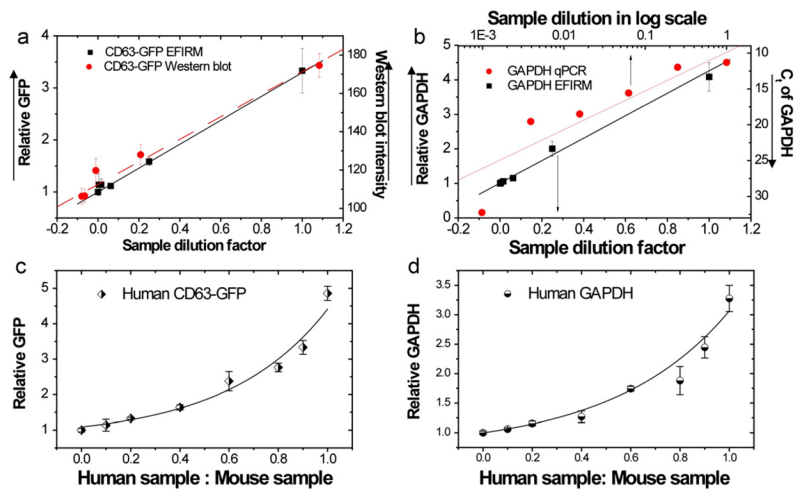 a
CD63-GFP EFIRM
CD63-GFP Western blot
Relative GFP
4
3
2
1
-0.2 0.0 0.2 0.4 0.6 0.8 1.0 1.2
Sample dilution factor
180
160
140
120
100
Western blot intensity
b
Sample dilution in log scale
1E-3 0.01 0.1 1
GAPDH qPCR
GAPDH EFIRM
Relative GAPDH
5
4
3
2
1
0
-0.2 0.0 0.2 0.4 0.6 0.8 1.0 1.2
Sample dilution factor
10
15
20
25
30
Ct of GAPDH
c
Human CD63-GFP
Relative GFP
5
4
3
2
1
0.0 0.2 0.4 0.6 0.8 1.0
Human sample : Mouse sample
d
Human GAPDH
Relative GAPDH
3.5
3.0
2.5
2.0
1.5
1.0
0.0 0.2 0.4 0.6 0.8 1.0
Human sample: Mouse sample